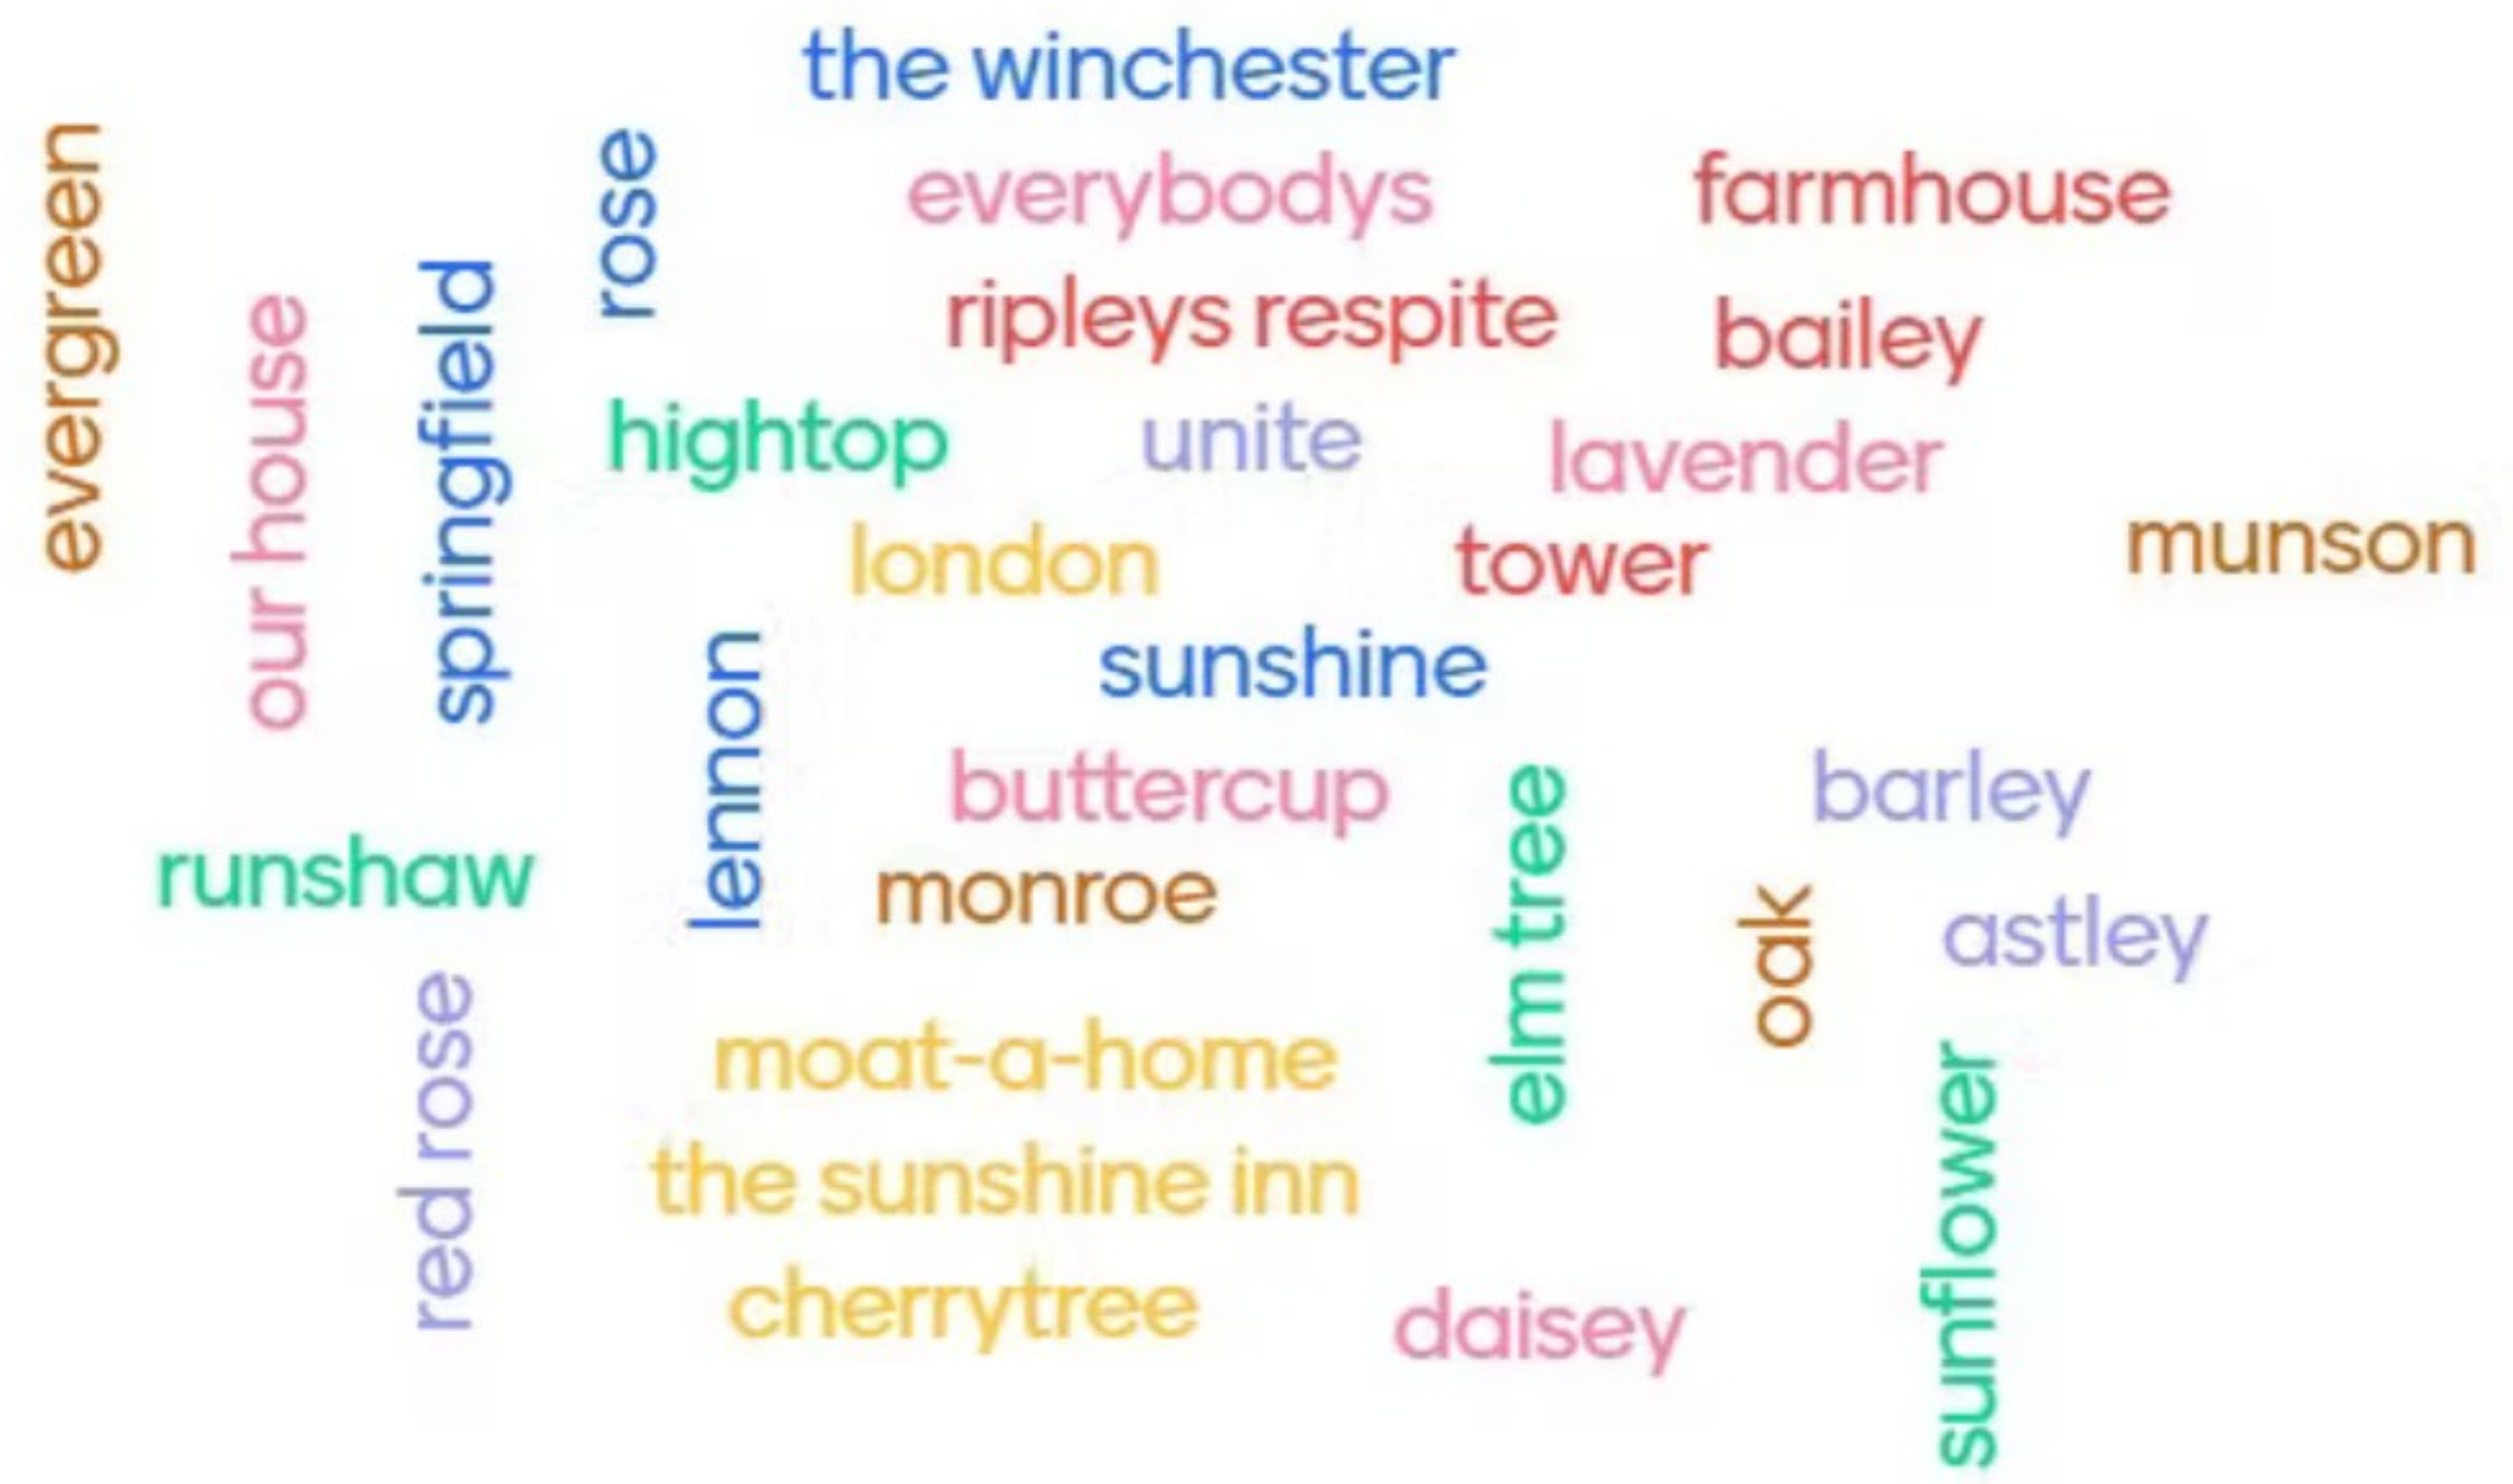 the winchester
evergreen
rose
everybodys
farmhouse
our house
springfield
ripleys respite
bailey
hightop
unite
lavender
london
tower
munson
lennon
sunshine
buttercup
elm tree
barley
runshaw
monroe
oak
astley
red rose
moat-a-home
sunflower
the sunshine inn
cherrytree
daisey